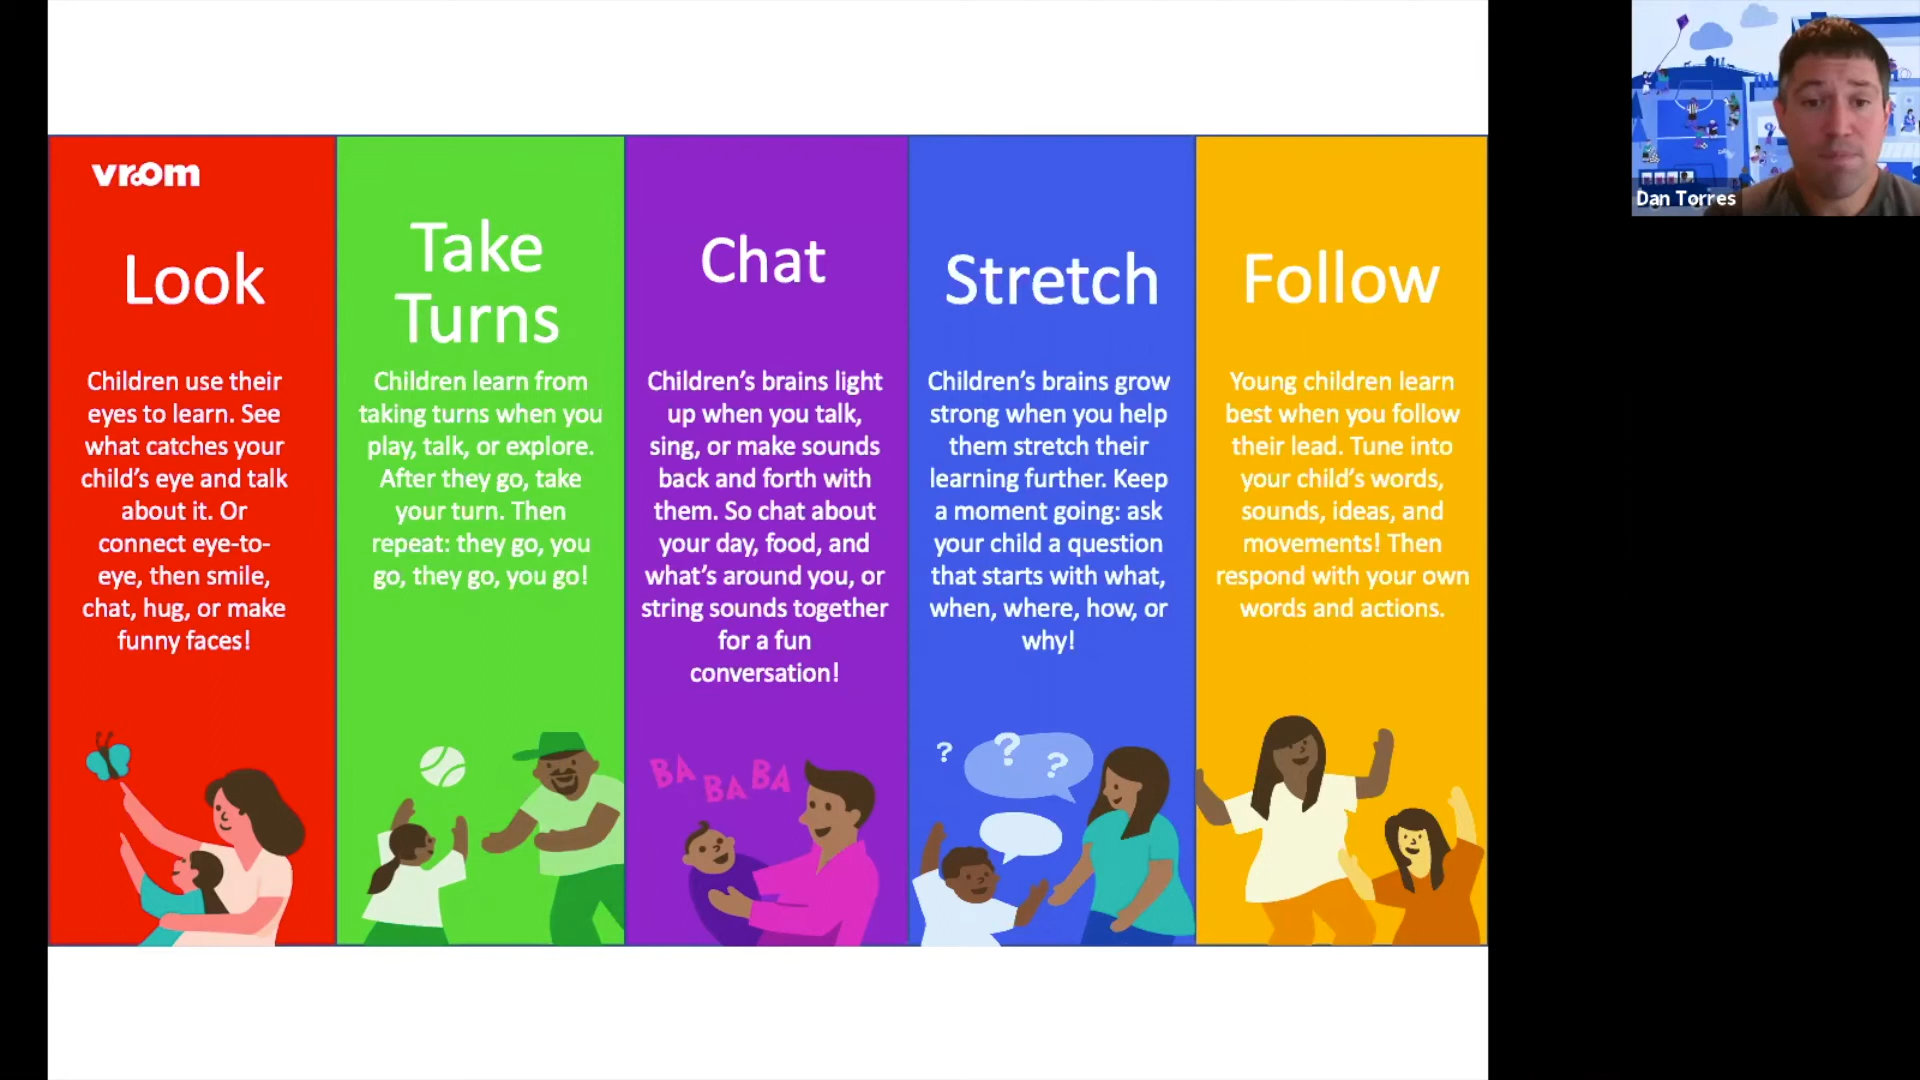 vroom
Look
Children use their
eyes to learn. See
what catches your
child's eye and talk
about it. Or
connect eye-to-
eye, then smile,
chat, hug, or make
funny faces!
Take
Turns
Children learn from
taking turns when you
play, talk, or explore.
After they go, take
your turn. Then
repeat: they go, you
go, they go, you go!
Chat
Children's brains light
up when you talk,
sing, or make sounds
back and forth with
them. So chat about
your day, food, and
what's around you, or
string sounds together
for a fun
conversation!
BA BA BA
Stretch
Children's brains grow
strong when you help
them stretch their
learning further. Keep
a moment going: ask
your child a question
that starts with what,
when, where, how, or
why!
? ? ?
Follow
Young children learn
best when you follow
their lead. Tune into
your child's words,
sounds, ideas, and
movements! Then
respond with your own
words and actions.
Dan Torres